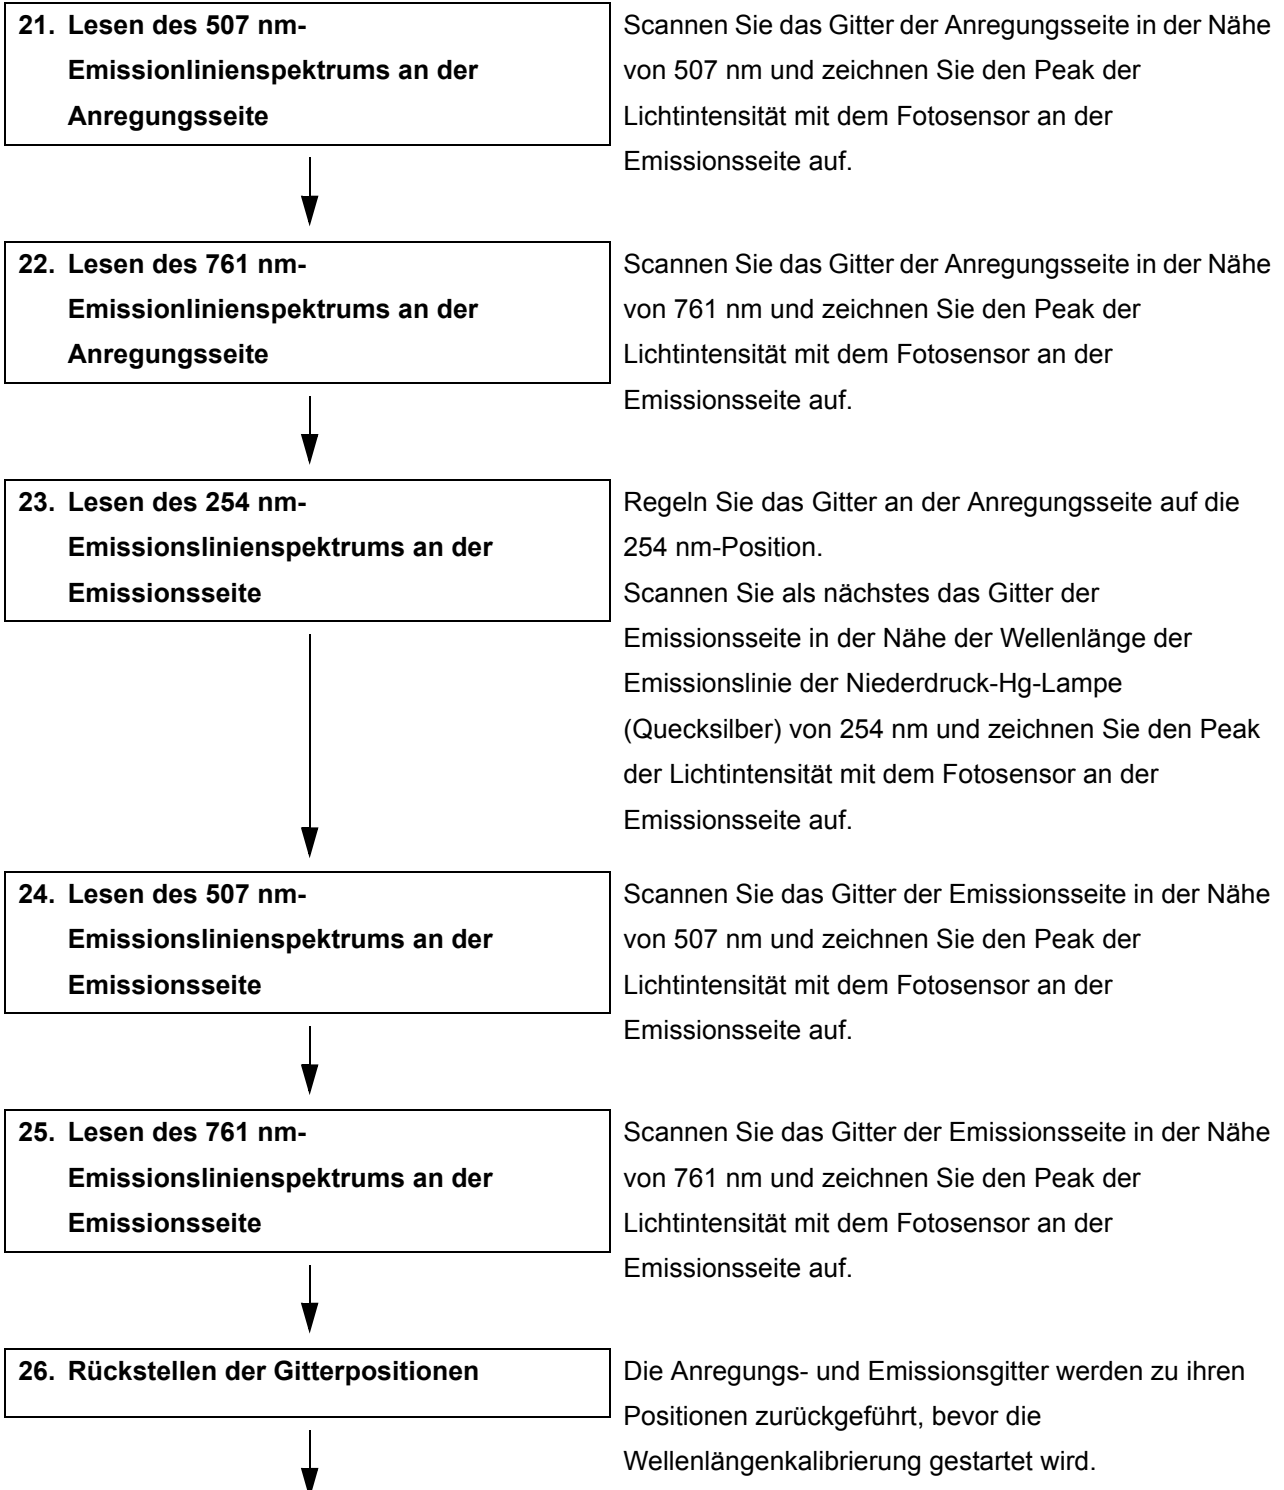 21. Lesen des 507 nm-
Emissionlinienspektrums an der
Anregungsseite
Scannen Sie das Gitter der Anregungsseite in der Nähe
von 507 nm und zeichnen Sie den Peak der
Lichtintensität mit dem Fotosensor an der
Emissionsseite auf.
22. Lesen des 761 nm-
Emissionlinienspektrums an der
Anregungsseite
Scannen Sie das Gitter der Anregungsseite in der Nähe
von 761 nm und zeichnen Sie den Peak der
Lichtintensität mit dem Fotosensor an der
Emissionsseite auf.
23. Lesen des 254 nm-
Emissionslinienspektrums an der
Emissionsseite
Regeln Sie das Gitter an der Anregungsseite auf die
254 nm-Position.
Scannen Sie als nächstes das Gitter der
Emissionsseite in der Nähe der Wellenlänge der
Emissionslinie der Niederdruck-Hg-Lampe
(Quecksilber) von 254 nm und zeichnen Sie den Peak
der Lichtintensität mit dem Fotosensor an der
Emissionsseite auf.
24. Lesen des 507 nm-
Emissionslinienspektrums an der
Emissionsseite
Scannen Sie das Gitter der Emissionsseite in der Nähe
von 507 nm und zeichnen Sie den Peak der
Lichtintensität mit dem Fotosensor an der
Emissionsseite auf.
25. Lesen des 761 nm-
Emissionslinienspektrums an der
Emissionsseite
Scannen Sie das Gitter der Emissionsseite in der Nähe
von 761 nm und zeichnen Sie den Peak der
Lichtintensität mit dem Fotosensor an der
Emissionsseite auf.
26. Rückstellen der Gitterpositionen
Die Anregungs- und Emissionsgitter werden zu ihren
Positionen zurückgeführt, bevor die
Wellenlängenkalibrierung gestartet wird.